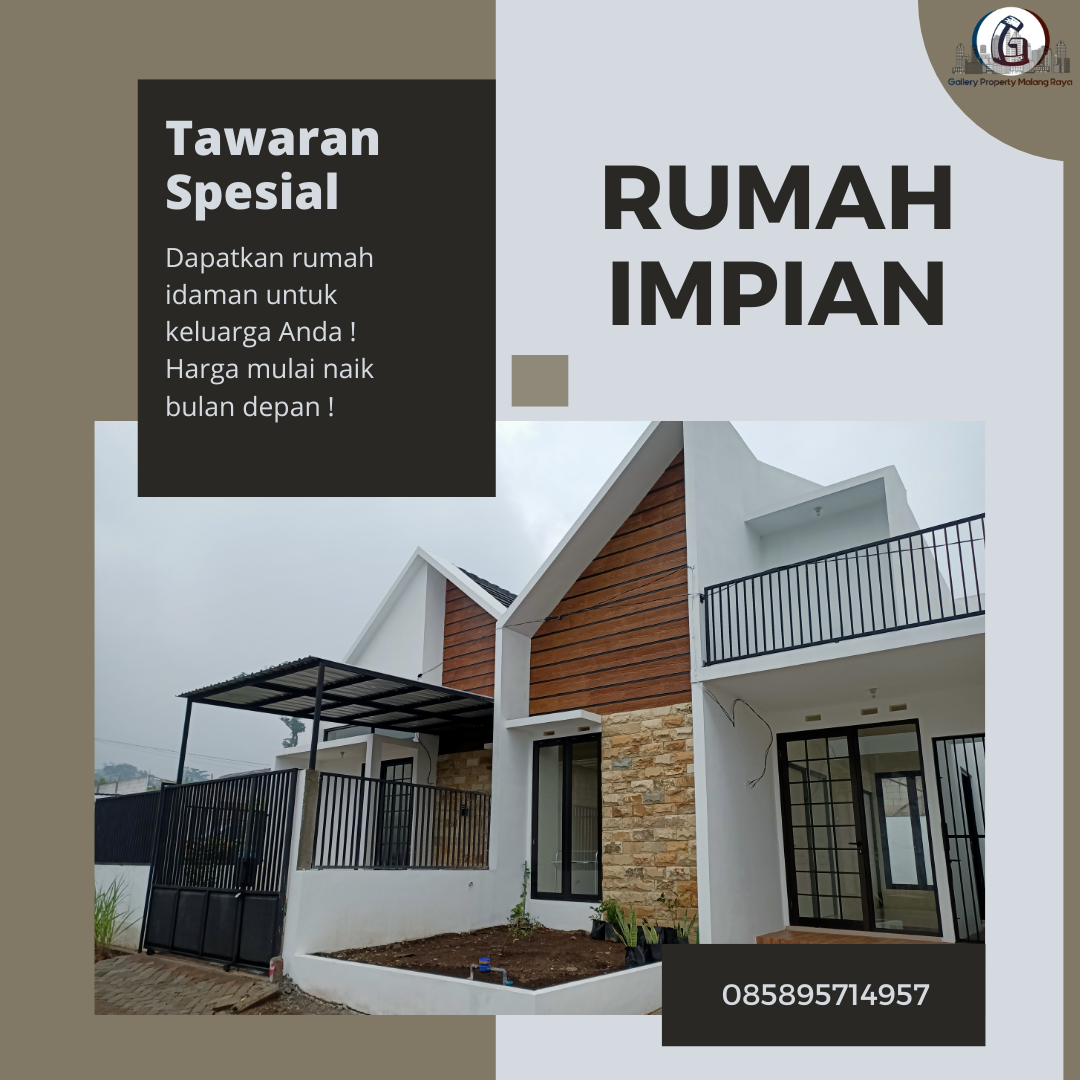 Gallery Property Malang Raya
Tawaran
Spesial
Dapatkan rumah
idaman untuk
keluarga Anda !
Harga mulai naik
bulan depan !
RUMAH
IMPIAN
085895714957